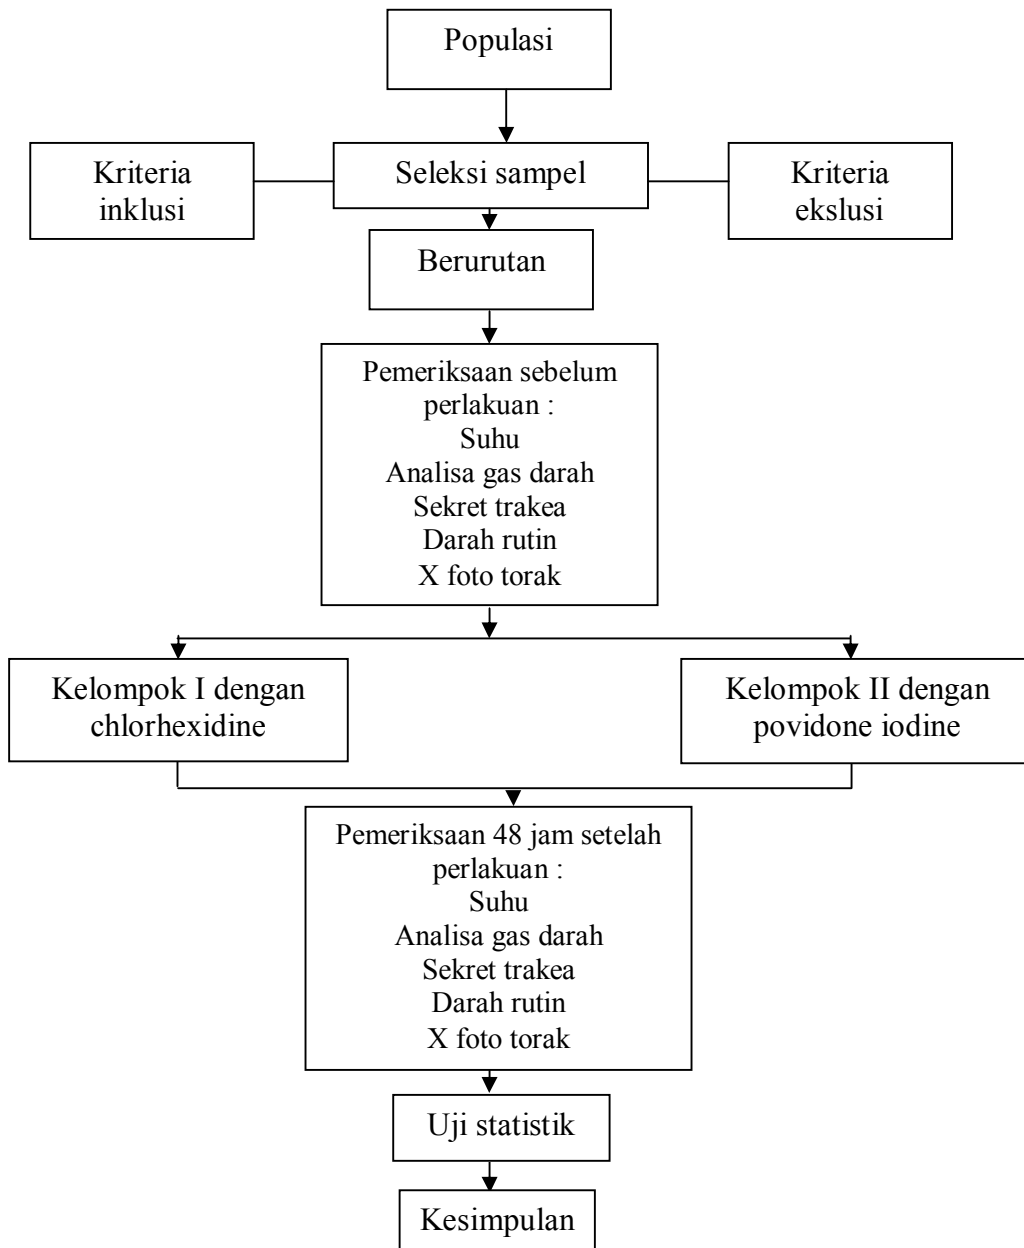 Populasi
Kriteria
inklusi
Seleksi sampel
Kriteria
ekslusi
Berurutan
Pemeriksaan sebelum
perlakuan :
Suhu
Analisa gas darah
Sekret trakea
Darah rutin
X foto torak
Kelompok I dengan
chlorhexidine
Kelompok II dengan
povidone iodine
Pemeriksaan 48 jam setelah
perlakuan :
Suhu
Analisa gas darah
Sekret trakea
Darah rutin
X foto torak
Uji statistik
Kesimpulan